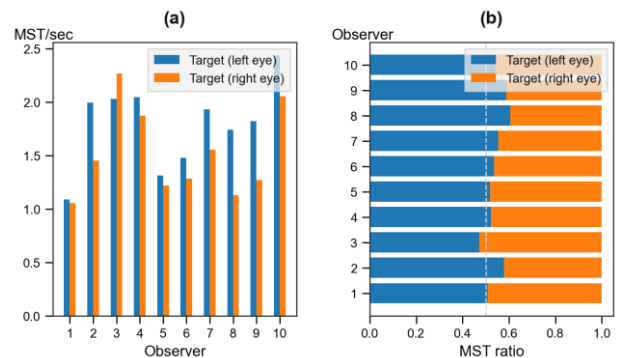 (a)
MST/sec
2.5
2.0
1.5
1.0
0.5
0.0
Target (left eye)
Target (right eye)
1 2 3 4 5 6 7 8 9 10
Observer
(b)
Observer
10
9
8
7
6
5
4
3
2
1
Target (left eye)
Target (right eye)
0.0 0.2 0.4 0.6 0.8 1.0
MST ratio